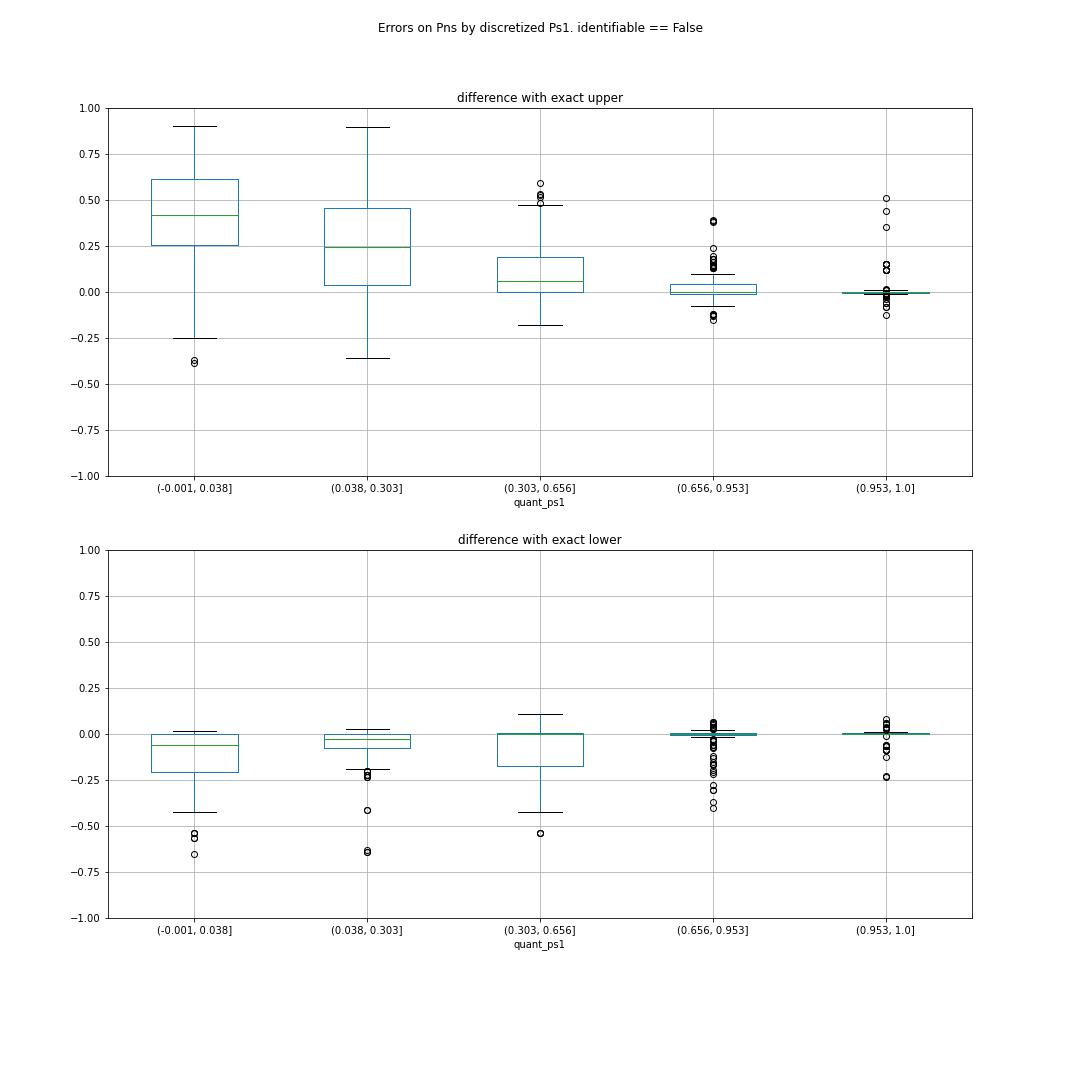 Errors on Pns by discretized Ps1. identifiable == False
difference with exact upper
1.00
0.75
0.50
0.25
0.00
−0.25
−0.50
−0.75
−1.00
(-0.001, 0.038] (0.038, 0.303] (0.303, 0.656] (0.656, 0.953] (0.953, 1.0]
quant_ps1
difference with exact lower
1.00
0.75
0.50
0.25
0.00
−0.25
−0.50
−0.75
−1.00
(-0.001, 0.038] (0.038, 0.303] (0.303, 0.656] (0.656, 0.953] (0.953, 1.0]
quant_ps1